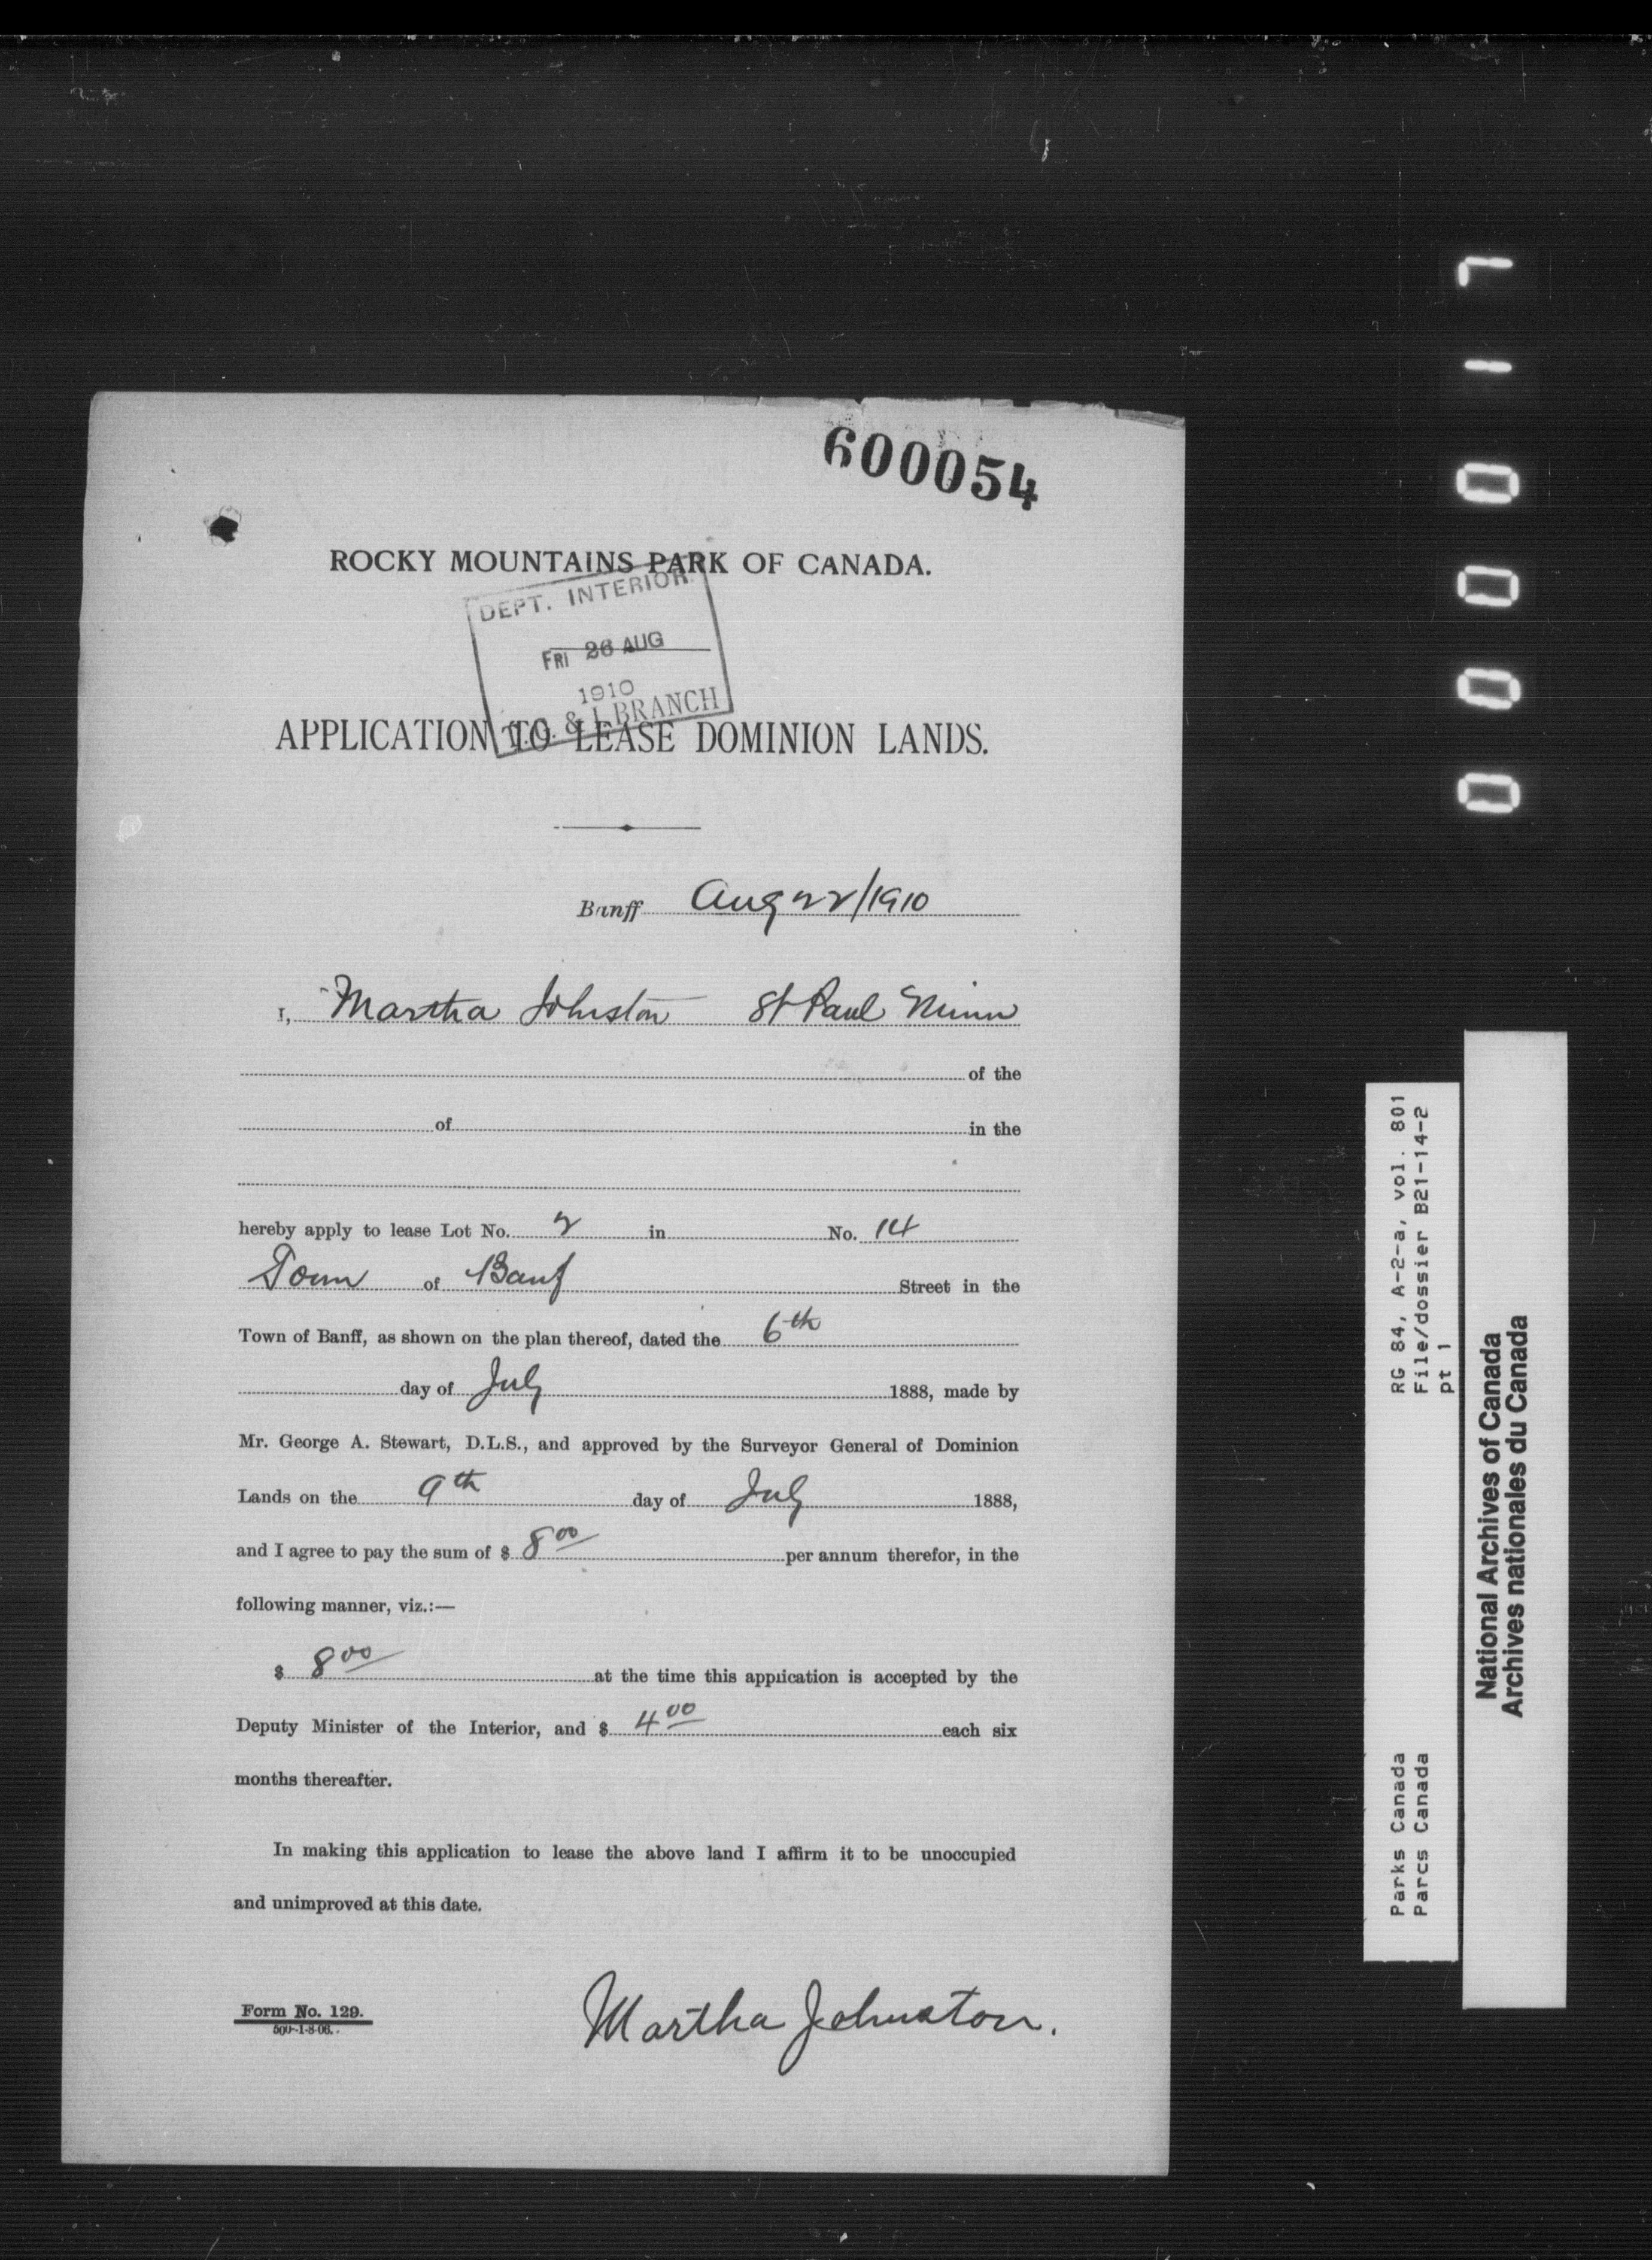 600054
ROCKY MOUNTAINS PARK OF CANADA.
DEPT. INTERIOR
FRI 26 AUG
1910
& L BRANCH
APPLICATION TO LEASE DOMINION LANDS.
Banff Aug 22/1910
I, Martha Johnston St Paul Minn
of the
of in the
hereby apply to lease Lot No. 2 in No. 14
Town of Banf Street in the
Town of Banff, as shown on the plan thereof, dated the 6th
day of July 1888, made by
Mr. George A. Stewart, D.L.S., and approved by the Surveyor General of Dominion
Lands on the 9th day of July 1888,
and I agree to pay the sum of $ 8 00 per annum therefor, in the
following manner, viz.:—
$ 8 00 at the time this application is accepted by the
Deputy Minister of the Interior, and $ 4 00 each six
months thereafter.
In making this application to lease the above land I affirm it to be unoccupied
and unimproved at this date.
Martha Johnston.
Form No. 129.
500-1-8-06.
000017
RG 84, A-2-a, vol. 801
File/dossier B21-14-2
pt 1
Parks Canada
Parcs Canada
National Archives of Canada
Archives nationales du Canada